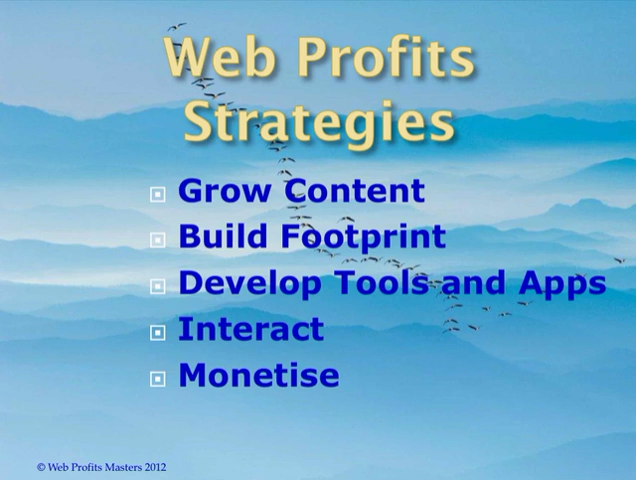 Web Profits
Strategies
Grow Content
Build Footprint
Develop Tools and Apps
Interact
Monetise
© Web Profits Masters 2012